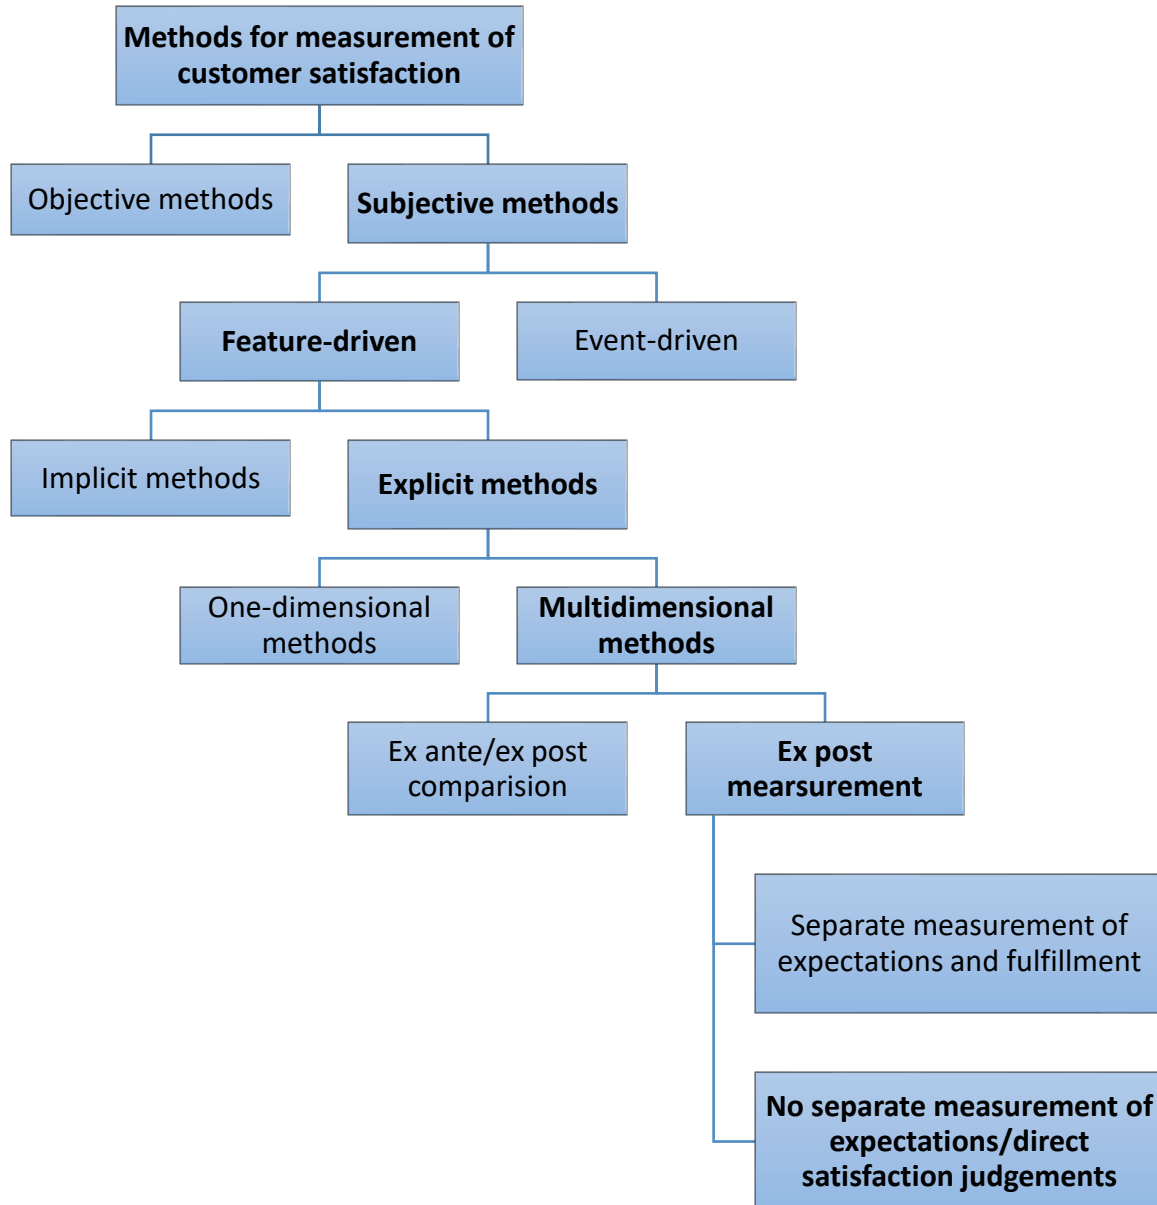 Methods for measurement of
customer satisfaction
Objective methods
Subjective methods
Feature-driven
Event-driven
Implicit methods
Explicit methods
One-dimensional
methods
Multidimensional
methods
Ex ante/ex post
comparision
Ex post
mearsurement
Separate measurement of
expectations and fulfillment
No separate measurement of
expectations/direct
satisfaction judgements